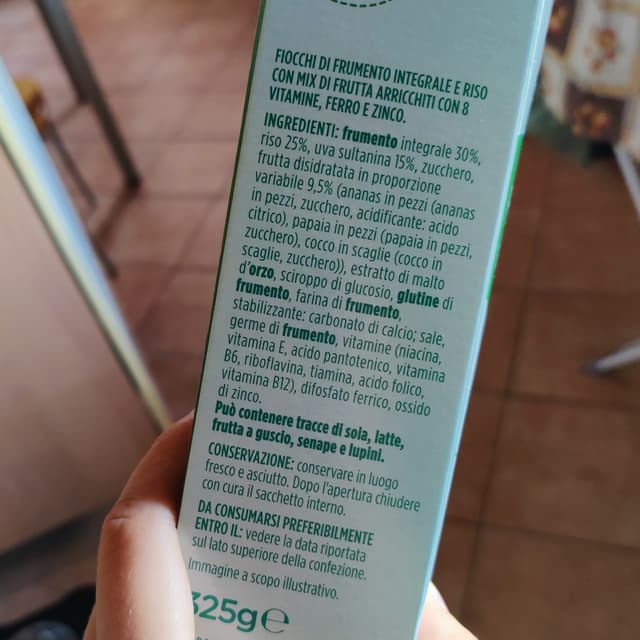 FIOCCHI DI FRUMENTO INTEGRALE E RISO
CON MIX DI FRUTTA ARRICCHITI CON 8
VITAMINE, FERRO E ZINCO.
INGREDIENTI: frumento integrale 30%,
riso 25%, uva sultanina 15%, zucchero,
frutta disidratata in proporzione
variabile 9,5% (ananas in pezzi (ananas
in pezzi, zucchero, acidificante: acido
citrico), papaia in pezzi (papaia in pezzi,
zucchero), cocco in scaglie (cocco in
scaglie, zucchero)), estratto di malto
d'orzo, sciroppo di glucosio, glutine di
frumento, farina di frumento,
stabilizzante: carbonato di calcio; sale,
germe di frumento, vitamine (niacina,
vitamina E, acido pantotenico, vitamina
B6, riboflavina, tiamina, acido folico,
vitamina B12), difosfato ferrico, ossido
di zinco.
Può contenere tracce di soia, latte,
frutta a guscio, senape e lupini.
CONSERVAZIONE: conservare in luogo
fresco e asciutto. Dopo l'apertura chiudere
con cura il sacchetto interno.
DA CONSUMARSI PREFERIBILMENTE
ENTRO IL: vedere la data riportata
sul lato superiore della confezione.
Immagine a scopo illustrativo.
325g℮